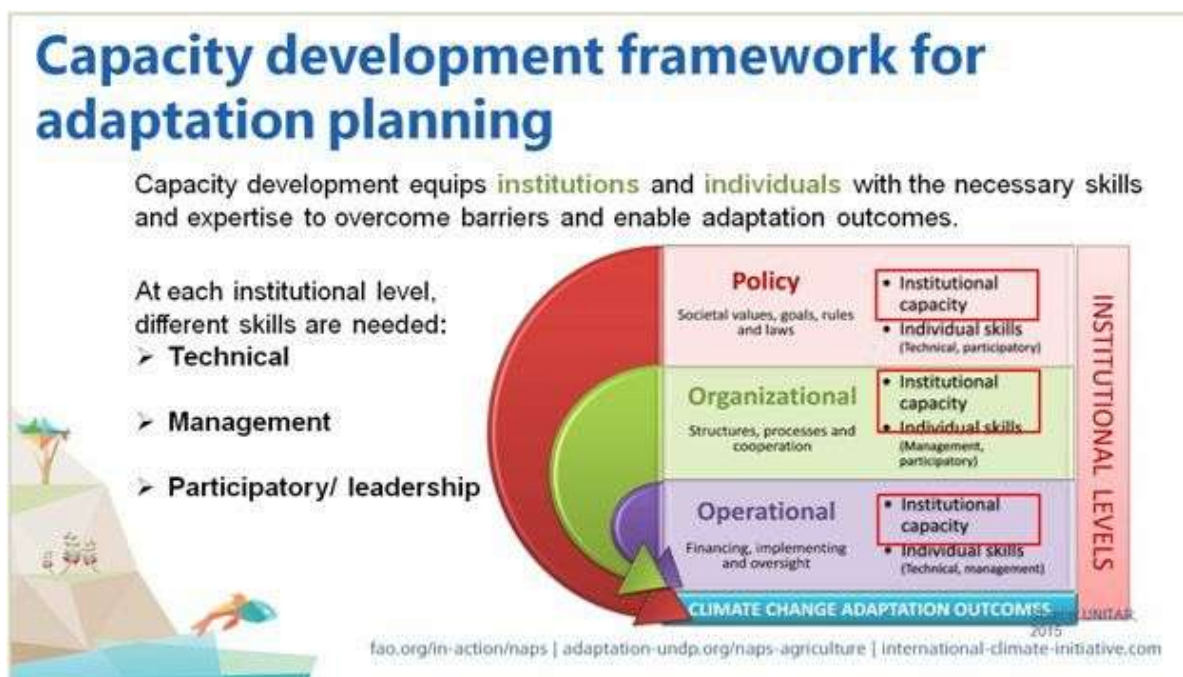 Capacity development framework for
adaptation planning
Capacity development equips institutions and individuals with the necessary skills
and expertise to overcome barriers and enable adaptation outcomes.
At each institutional level,
different skills are needed:
➢ Technical
➢ Management
➢ Participatory/ leadership
Policy
Societal values, goals, rules
and laws
• Institutional
capacity
• Individual skills
(Technical, participatory)
Organizational
Structures, processes and
cooperation
• Institutional
capacity
• Individual skills
(Management,
participatory)
Operational
Financing, implementing
and oversight
• Institutional
capacity
• Individual skills
(Technical, management)
INSTITUTIONAL LEVELS
CLIMATE CHANGE ADAPTATION OUTCOMES
UNITAR,
2015
fao.org/in-action/naps | adaptation-undp.org/naps-agriculture | international-climate-initiative.com